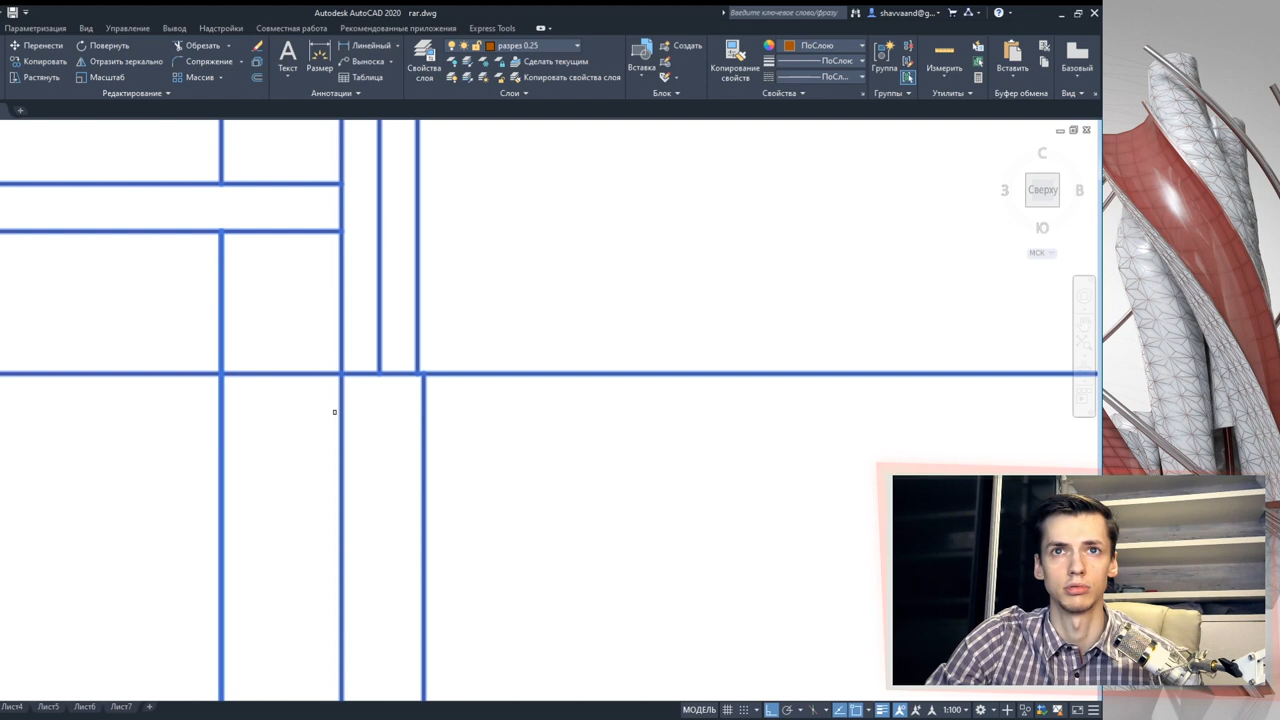 Autodesk AutoCAD 2020 rar.dwg
Введите ключевое слово/фразу
shavvaand@g...
Параметризация Вид Управление Вывод Надстройки Совместная работа Рекомендованные приложения Express Tools
Перенести Повернуть Обрезать
Копировать Отразить зеркально Сопряжение
Растянуть Масштаб Массив
Редактирование
Текст
Размер
Линейный
Выноска
Таблица
Аннотации
Свойства
слоя
разрез 0.25
Сделать текущим
Копировать свойства слоя
Слои
Вставка
Создать
Блок
Копирование
свойств
ПоСлою
ПоСлою
ПоСл...
Свойства
Группа
Группы
Измерить
Утилиты
Вставить
Буфер обмена
Базовый
Вид
С
З Сверху В
Ю
МСК
Лист4 Лист5 Лист6 Лист7
МОДЕЛЬ 1:100